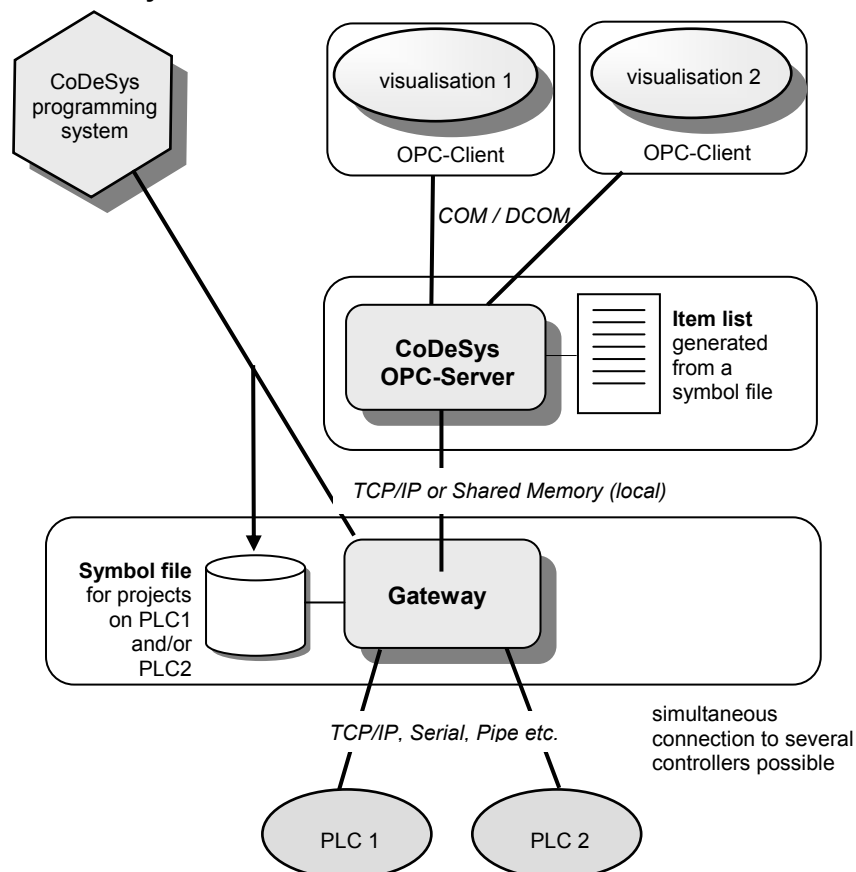 CoDeSys
programming
system
visualisation 1
OPC-Client
visualisation 2
OPC-Client
COM / DCOM
CoDeSys
OPC-Server
Item list
generated
from a
symbol file
TCP/IP or Shared Memory (local)
Symbol file
for projects
on PLC1
and/or
PLC2
Gateway
TCP/IP, Serial, Pipe etc.
simultaneous
connection to several
controllers possible
PLC 1
PLC 2